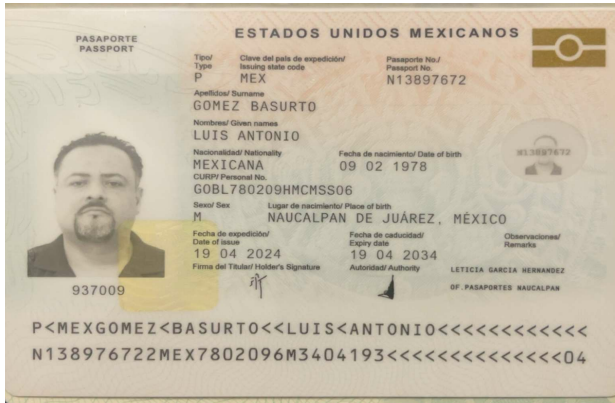 PASAPORTE
PASSPORT
ESTADOS UNIDOS MEXICANOS
Tipo/ Clave del país de expedición/ Pasaporte No./
Type Issuing state code Passport No.
P MEX N13897672
Apellidos/ Surname
GOMEZ BASURTO
Nombres/ Given names
LUIS ANTONIO
Nacionalidad/ Nationality Fecha de nacimiento/ Date of birth
MEXICANA 09 02 1978
CURP/ Personal No.
GOBL780209HMCMSS06
Sexo/ Sex Lugar de nacimiento/ Place of birth
M NAUCALPAN DE JUÁREZ, MÉXICO
Fecha de expedición/ Fecha de caducidad/ Observaciones/
Date of issue Expiry date Remarks
19 04 2024 19 04 2034
Firma del Titular/ Holder's Signature Autoridad/ Authority LETICIA GARCIA HERNANDEZ
OF.PASAPORTES NAUCALPAN
N13897672
937009
P<MEXGOMEZ<BASURTO<<LUIS<ANTONIO<<<<<<<<<<<<
N138976722MEX7802096M3404193<<<<<<<<<<<<<<04